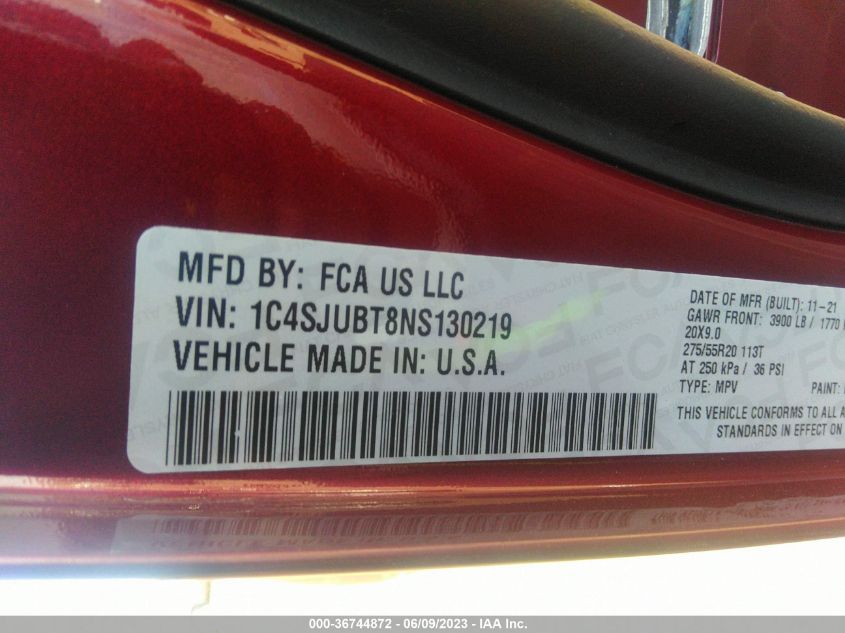 MFD BY: FCA US LLC
VIN: 1C4SJUBT8NS130219
VEHICLE MADE IN: U.S.A.
DATE OF MFR (BUILT): 11-21
GAWR FRONT: 3900 LB / 1770
20X9.0
275/55R20 113T
AT 250 kPa / 36 PSI
TYPE: MPV PAINT:
THIS VEHICLE CONFORMS TO ALL
STANDARDS IN EFFECT ON
000-36744872 / 06/09/2023 - IAA Inc.